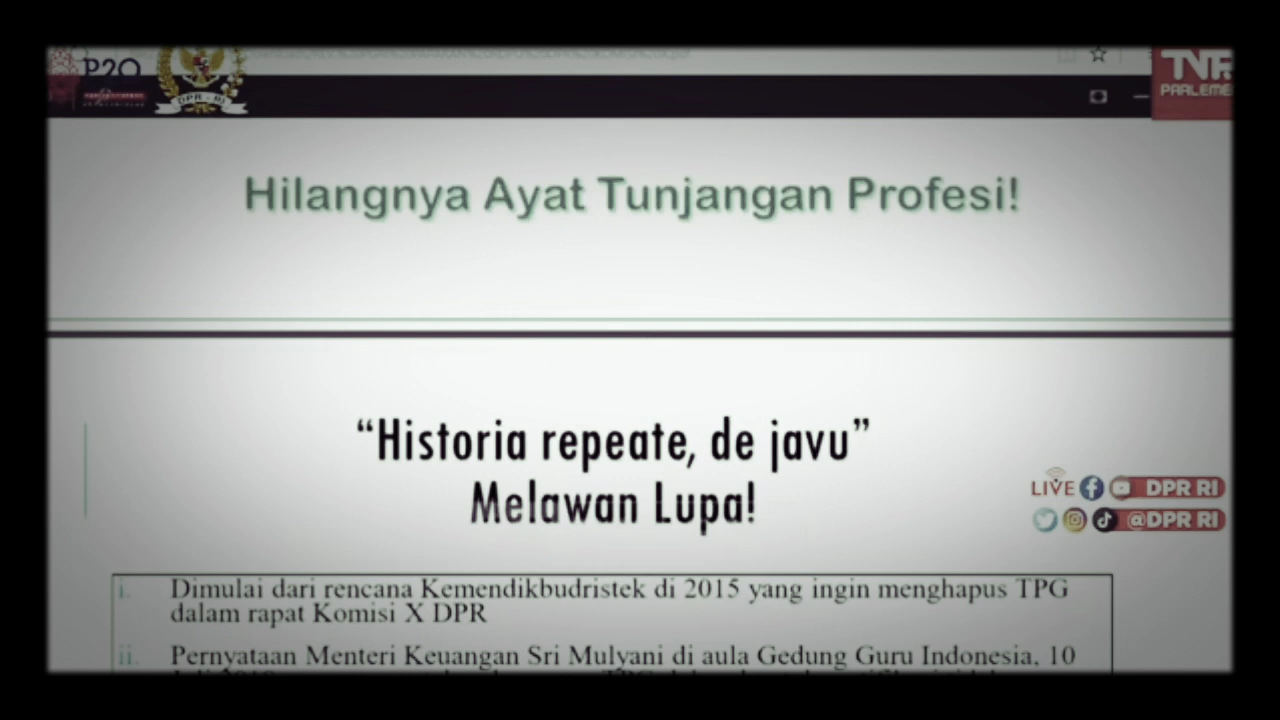 P20
DPR - RI
Hilangnya Ayat Tunjangan Profesi!
“Historia repeate, de javu”
Melawan Lupa!
LIVE DPR RI
@DPR RI
i. Dimulai dari rencana Kemendikbudristek di 2015 yang ingin menghapus TPG
dalam rapat Komisi X DPR
ii. Pernyataan Menteri Keuangan Sri Mulyani di aula Gedung Guru Indonesia, 10